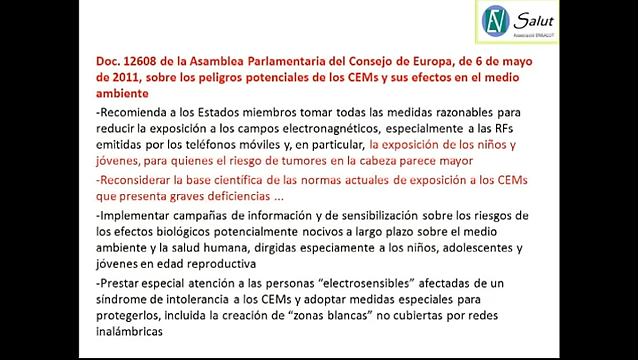 Salut
Associació ENSALUT
Doc. 12608 de la Asamblea Parlamentaria del Consejo de Europa, de 6 de mayo
de 2011, sobre los peligros potenciales de los CEMs y sus efectos en el medio
ambiente
-Recomienda a los Estados miembros tomar todas las medidas razonables para
reducir la exposición a los campos electronagnéticos, especialmente a las RFs
emitidas por los teléfonos móviles y, en particular, la exposición de los niños y
jóvenes, para quienes el riesgo de tumores en la cabeza parece mayor
-Reconsiderar la base científica de las normas actuales de exposición a los CEMs
que presenta graves deficiencias ...
-Implementar campañas de información y de sensibilización sobre los riesgos de
los efectos biológicos potencialmente nocivos a largo plazo sobre el medio
ambiente y la salud humana, dirgidas especiamente a los niños, adolescentes y
jóvenes en edad reproductiva
-Prestar especial atención a las personas “electrosensibles” afectadas de un
síndrome de intolerancia a los CEMs y adoptar medidas especiales para
protegerlos, incluida la creación de “zonas blancas” no cubiertas por redes
inalámbricas